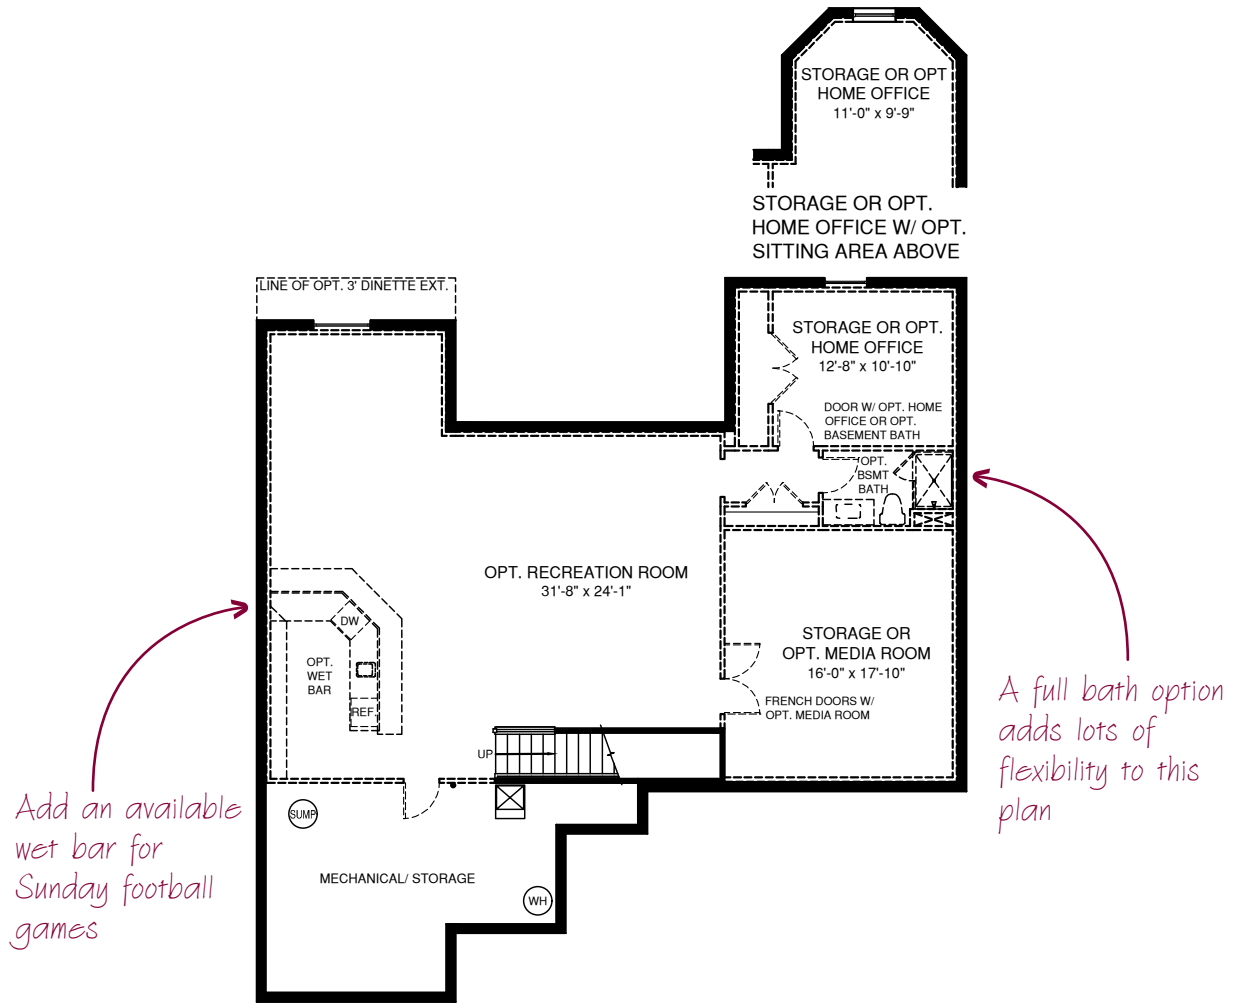 STORAGE OR OPT
HOME OFFICE
11'-0" x 9'-9"
STORAGE OR OPT.
HOME OFFICE W/ OPT.
SITTING AREA ABOVE
LINE OF OPT. 3' DINETTE EXT.
STORAGE OR OPT.
HOME OFFICE
12'-8" x 10'-10"
DOOR W/ OPT. HOME
OFFICE OR OPT.
BASEMENT BATH
OPT.
BSMT
BATH
OPT. RECREATION ROOM
31'-8" x 24'-1"
DW
OPT.
WET
BAR
REF.
STORAGE OR
OPT. MEDIA ROOM
16'-0" x 17'-10"
FRENCH DOORS W/
OPT. MEDIA ROOM
UP
A full bath option
adds lots of
flexibility to this
plan
Add an available
wet bar for
Sunday football
games
SUMP
MECHANICAL/ STORAGE
WH